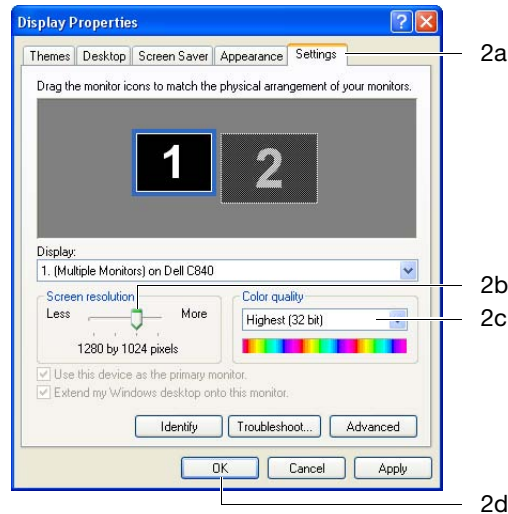 Display Properties
Themes Desktop Screen Saver Appearance Settings
2a
Drag the monitor icons to match the physical arrangement of your monitors.
1 2
Display:
1. (Multiple Monitors) on Dell C840
Screen resolution
Less More
1280 by 1024 pixels
2b
Color quality
Highest (32 bit)
2c
Use this device as the primary monitor.
Extend my Windows desktop onto this monitor.
Identify Troubleshoot... Advanced
OK Cancel Apply
2d